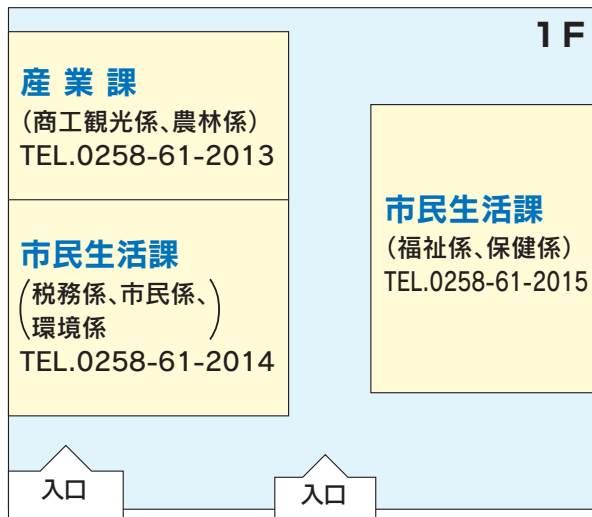 1F
産業課
(商工観光係、農林係)
TEL.0258-61-2013
市民生活課
(税務係、市民係、
環境係)
TEL.0258-61-2014
市民生活課
(福祉係、保健係)
TEL.0258-61-2015
入口
入口